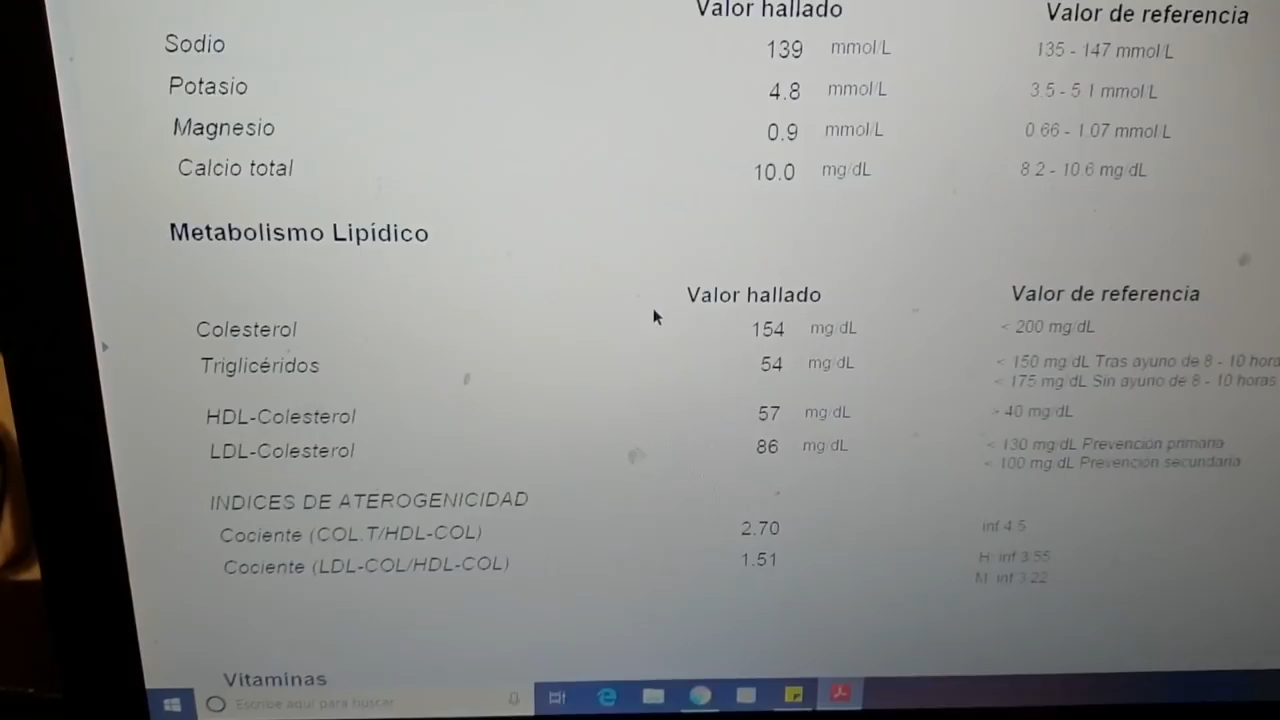 Valor hallado Valor de referencia
Sodio 139 mmol/L 135 - 147 mmol/L
Potasio 4.8 mmol/L 3.5 - 5.1 mmol/L
Magnesio 0.9 mmol/L 0.66 - 1.07 mmol/L
Calcio total 10.0 mg/dL 8.2 - 10.6 mg/dL
Metabolismo Lipídico
Valor hallado Valor de referencia
Colesterol 154 mg/dL < 200 mg/dL
Triglicéridos 54 mg/dL < 150 mg/dL Tras ayuno de 8 - 10 hora
< 175 mg/dL Sin ayuno de 8 - 10 horas
HDL-Colesterol 57 mg/dL > 40 mg/dL
LDL-Colesterol 86 mg/dL < 130 mg/dL Prevención primaria
< 100 mg/dL Prevención secundaria
INDICES DE ATEROGENICIDAD
Cociente (COL.T/HDL-COL) 2.70 inf 4.5
Cociente (LDL-COL/HDL-COL) 1.51 H: inf 3.55
M: inf 3.22
Vitaminas
Escribe aquí para buscar